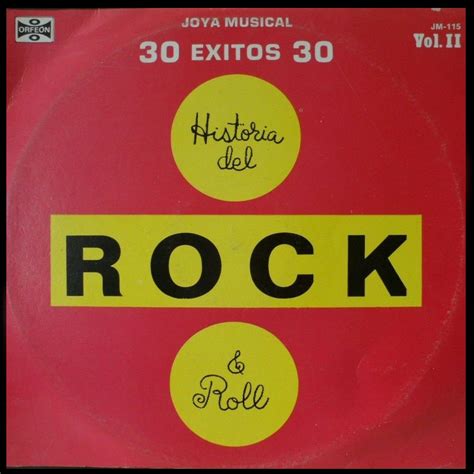 ORFEON
JOYA MUSICAL
JM-115
30 EXITOS 30
Vol. II
Historia
del
ROCK
&
Roll